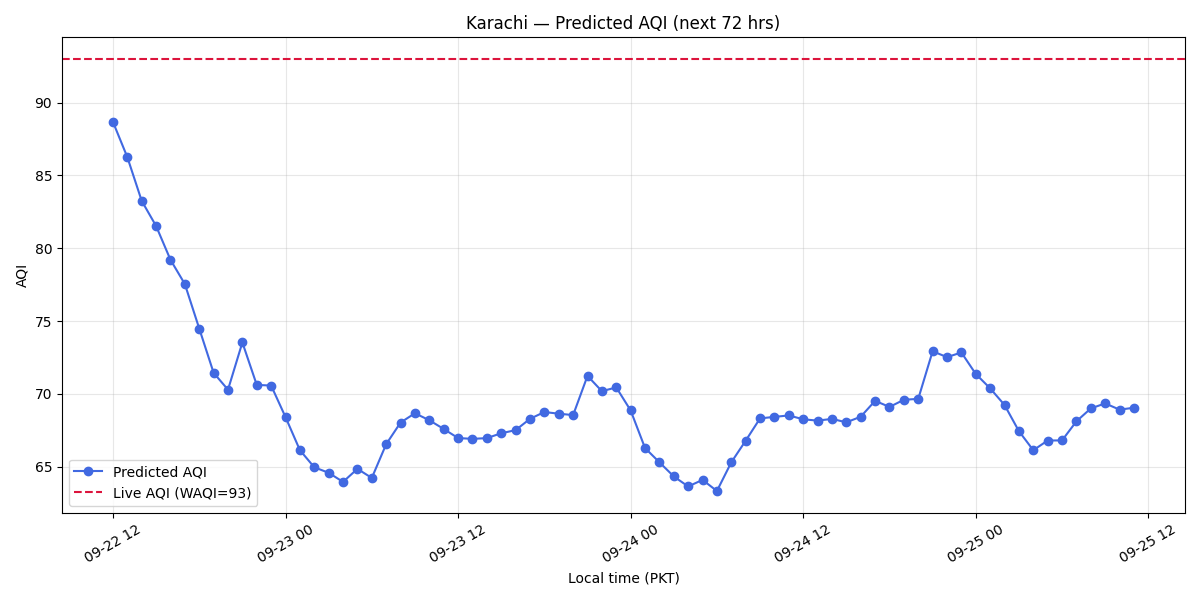 Karachi — Predicted AQI (next 72 hrs)
AQI
90
85
80
75
70
65
Predicted AQI
Live AQI (WAQI=93)
09-22 12
09-23 00
09-23 12
09-24 00
09-24 12
09-25 00
09-25 12
Local time (PKT)